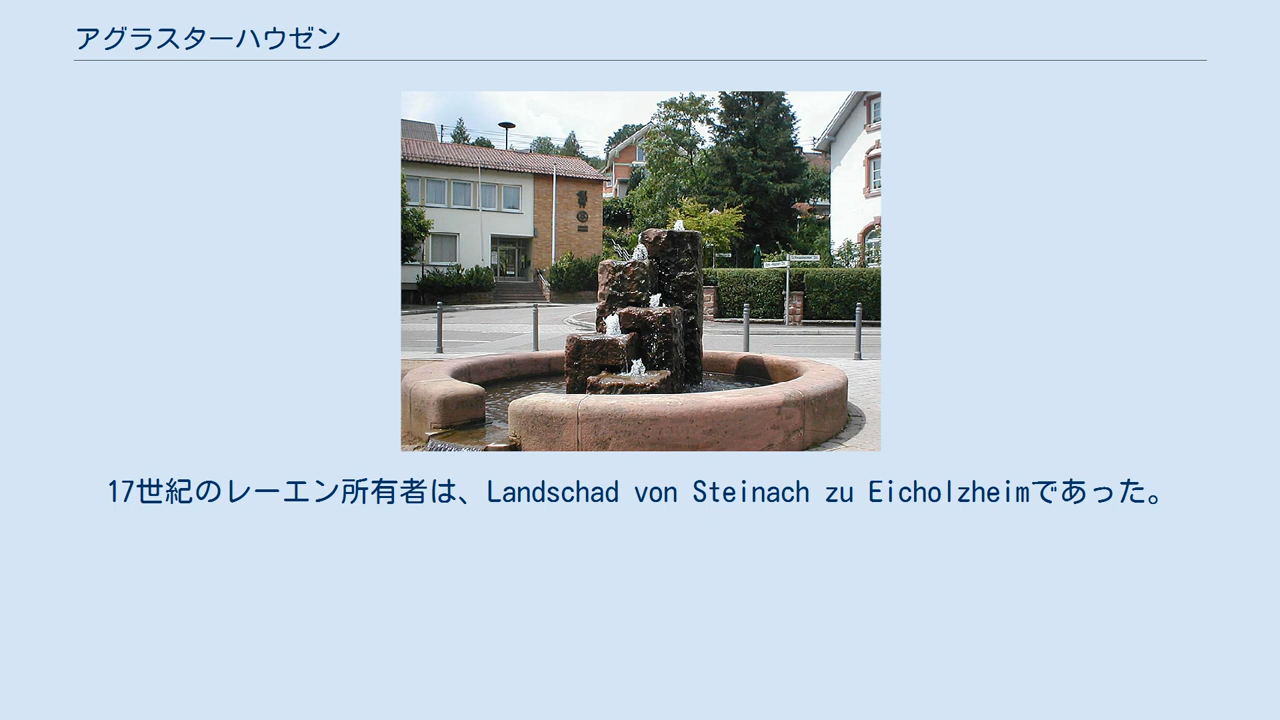 アグラスターハウゼン
17世紀のレーエン所有者は、Landschad von Steinach zu Eicholzheimであった。